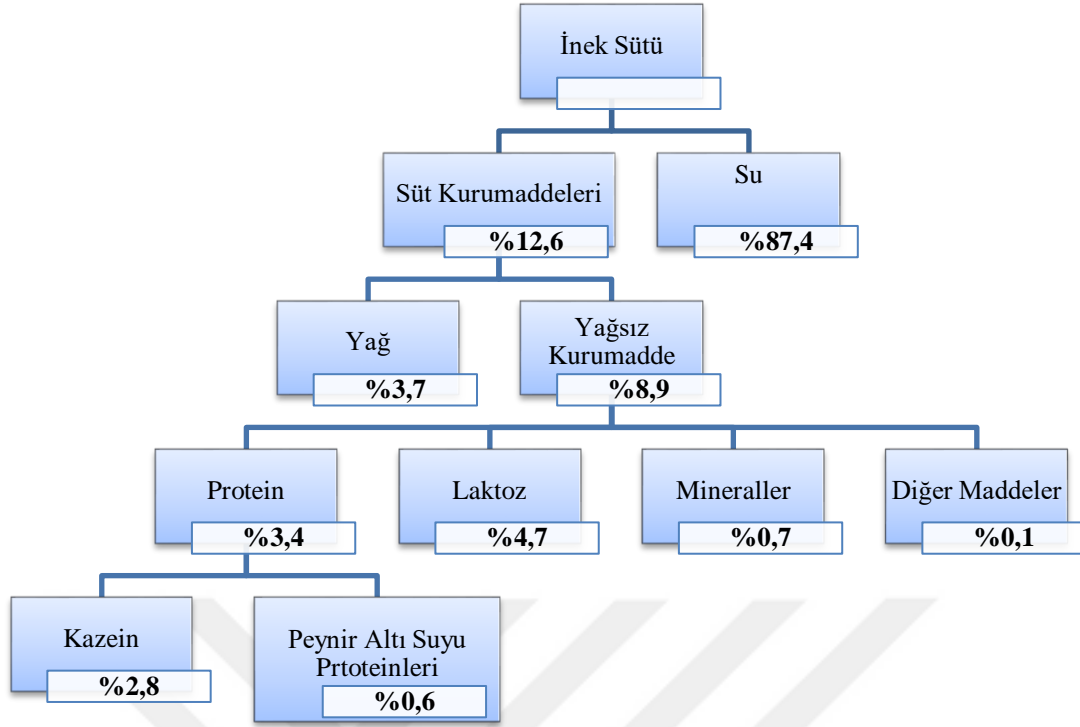 İnek Sütü
Süt Kurumaddeleri
%12,6
Su
%87,4
Yağ
%3,7
Yağsız
Kurumadde
%8,9
Protein
%3,4
Laktoz
%4,7
Mineraller
%0,7
Diğer Maddeler
%0,1
Kazein
%2,8
Peynir Altı Suyu
Prtoteinleri
%0,6